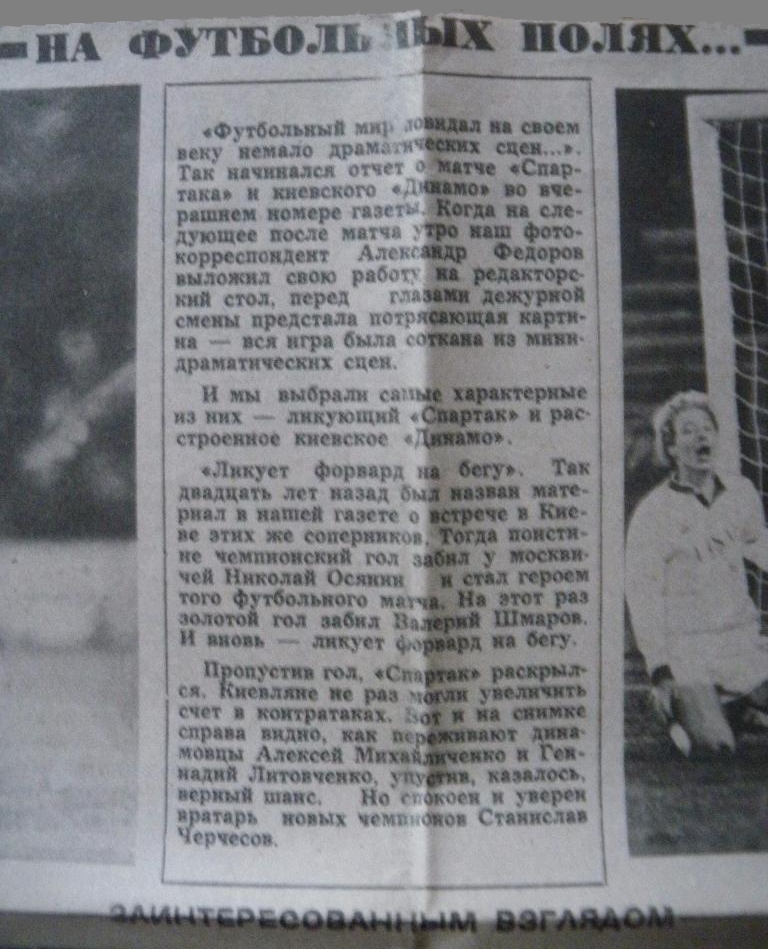 НА ФУТБОЛЬНЫХ ПОЛЯХ...
«Футбольный мир повидал на своем
веку немало драматических сцен...».
Так начинался отчет о матче «Спар-
така» и киевского «Динамо» во вче-
рашнем номере газеты. Когда на сле-
дующее после матча утро наш фото-
корреспондент Александр Федоров
выложил свою работу на редакторс-
кий стол, перед глазами дежурной
смены предстала потрясающая карти-
на — вся игра была соткана из мини-
драматических сцен.
И мы выбрали самые характерные
из них — ликующий «Спартак» и рас-
строенное киевское «Динамо».
«Ликует форвард на бегу». Так
двадцать лет назад был назван мате-
риал в нашей газете о встрече в Кие-
ве этих же соперников. Тогда поисти-
не чемпионский гол забил у москви-
чей Николай Осянин и стал героем
того футбольного матча. На этот раз
золотой гол забил Валерий Шмаров.
И вновь — ликует форвард на бегу.
Пропустив гол, «Спартак» раскрыл-
ся. Киевляне не раз могли увеличить
счет в контратаках. Вот и на снимке
справа видно, как переживают дина-
мовцы Алексей Михайличенко и Ген-
надий Литовченко, упустив, казалось,
верный шанс. Но спокоен и уверен
вратарь новых чемпионов Станислав
Черчесов.
ЗАИНТЕРЕСОВАННЫМ ВЗГЛЯДОМ